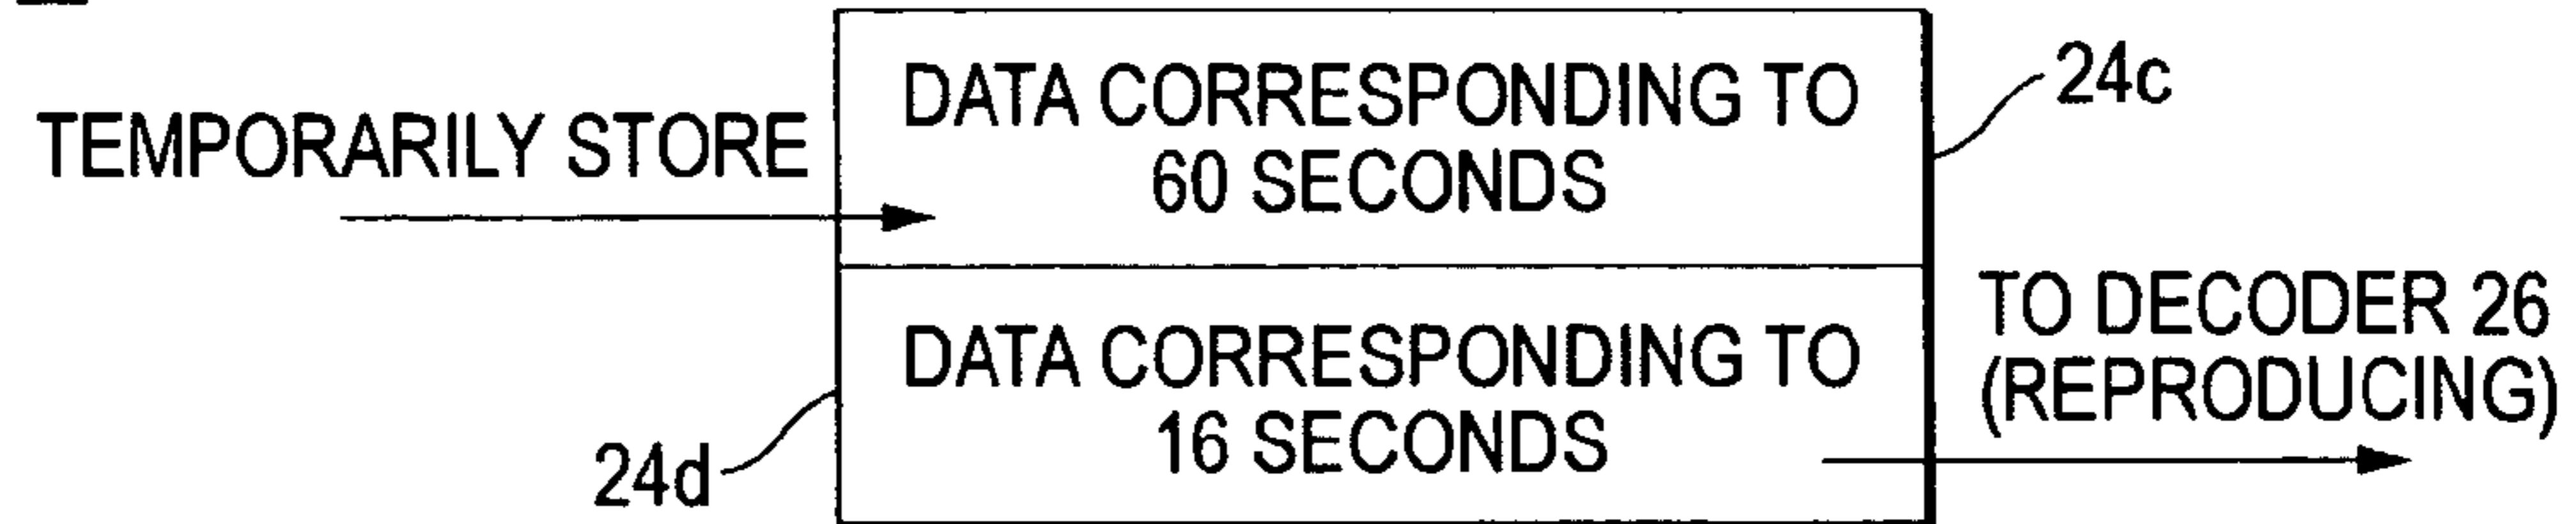 DATA CORRESPONDING TO
60 SECONDS
24c
TEMPORARILY STORE
DATA CORRESPONDING TO
16 SECONDS
24d
TO DECODER 26
(REPRODUCING)